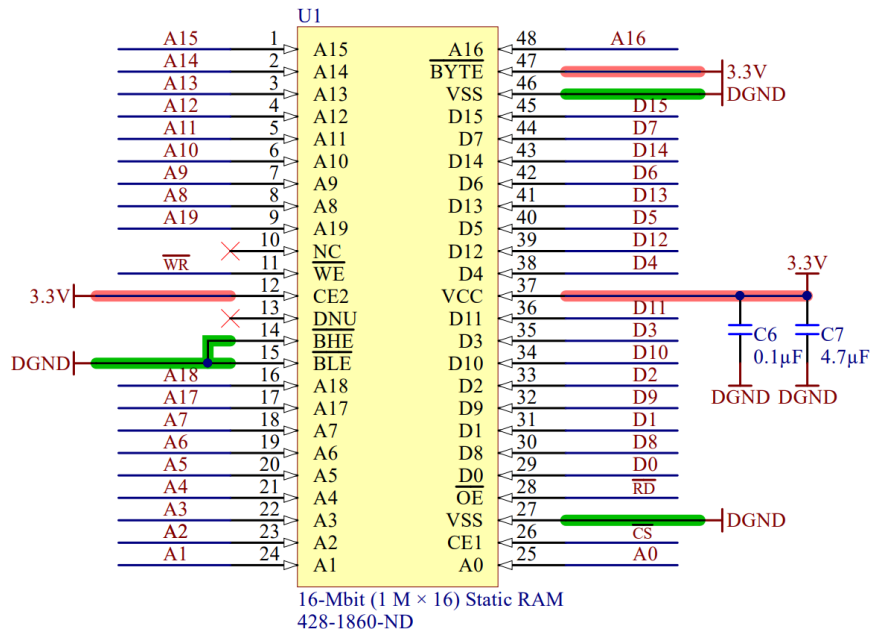 U1
A15 1 A15 A16 48 A16
A14 2 A14 BYTE 47 3.3V
A13 3 A13 VSS 46 DGND
A12 4 A12 D15 45 D15
A11 5 A11 D7 44 D7
A10 6 A10 D14 43 D14
A9 7 A9 D6 42 D6
A8 8 A8 D13 41 D13
A19 9 A19 D5 40 D5
10 NC D12 39 D12
WR 11 WE D4 38 D4
3.3V 12 CE2 VCC 37 3.3V
13 DNU D11 36 D11
14 BHE D3 35 D3
DGND 15 BLE D10 34 D10
A18 16 A18 D2 33 D2
A17 17 A17 D9 32 D9
A7 18 A7 D1 31 D1
A6 19 A6 D8 30 D8
A5 20 A5 D0 29 D0
A4 21 A4 OE 28 RD
A3 22 A3 VSS 27 DGND
A2 23 A2 CE1 26 CS
A1 24 A1 A0 25 A0
C6
0.1µF
C7
4.7µF
DGND DGND
16-Mbit (1 M × 16) Static RAM
428-1860-ND